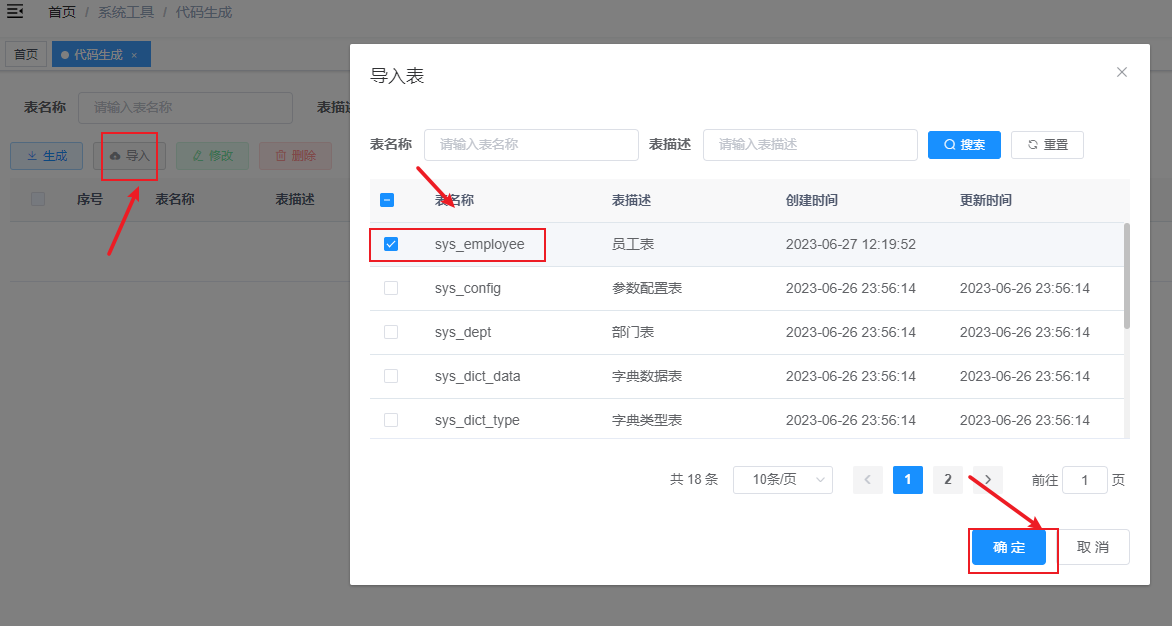 首页 / 系统工具 / 代码生成
首页 代码生成 ×
表名称 请输入表名称 表描述
生成 导入 修改 删除
序号 表名称 表描述
导入表
表名称 请输入表名称 表描述 请输入表描述 搜索 重置
表名称 表描述 创建时间 更新时间
sys_employee 员工表 2023-06-27 12:19:52
sys_config 参数配置表 2023-06-26 23:56:14 2023-06-26 23:56:14
sys_dept 部门表 2023-06-26 23:56:14 2023-06-26 23:56:14
sys_dict_data 字典数据表 2023-06-26 23:56:14 2023-06-26 23:56:14
sys_dict_type 字典类型表 2023-06-26 23:56:14 2023-06-26 23:56:14
共 18 条 10条/页 1 2 前往 1 页
确 定 取 消